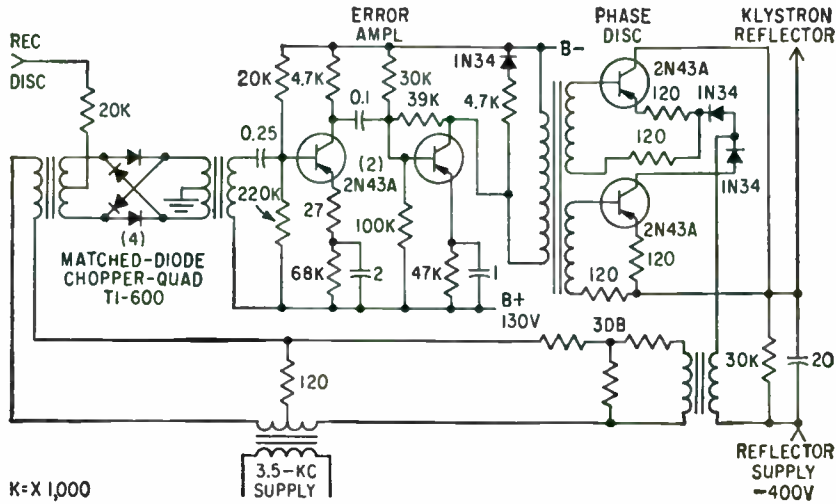 ERROR
AMPL
PHASE
DISC
KLYSTRON
REFLECTOR
REC
DISC
B-
20K
20K
4.7K
30K
39K
1N34
4.7K
2N43A
120
1N34
0.1
0.25
120
(2)
2N43A
1N34
220K
27
100K
2N43A
120
(4)
MATCHED-DIODE
CHOPPER-QUAD
TI-600
68K
2
47K
1
120
B+
130V
3DB
120
30K
20
3.5-KC
SUPPLY
REFLECTOR
SUPPLY
-400V
K=X 1,000